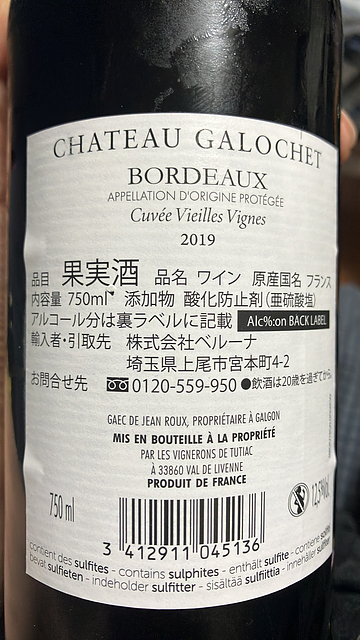 CHATEAU GALOCHET
BORDEAUX
APPELLATION D'ORIGINE PROTÉGÉE
Cuvée Vieilles Vignes
2019
品目 果実酒 品名 ワイン 原産国名 フランス
内容量 750ml 添加物 酸化防止剤(亜硫酸塩)
アルコール分は裏ラベルに記載 Alc%:on BACK LABEL
輸入者・引取先 株式会社ベルーナ
埼玉県上尾市宮本町4-2
お問合せ先 0120-559-950 ●飲酒は20歳を過ぎてから
GAEC DE JEAN ROUX, PROPRIÉTAIRE À GALGON
MIS EN BOUTEILLE À LA PROPRIÉTÉ
PAR LES VIGNERONS DE TUTIAC
À 33860 VAL DE LIVENNE
PRODUIT DE FRANCE
750 ml
3 412911 045136
contient des sulfites - contains sulphites - enthält sulfite - contiene
bevat sulfieten - indeholder sulfitter - sisältää sulfiittia -